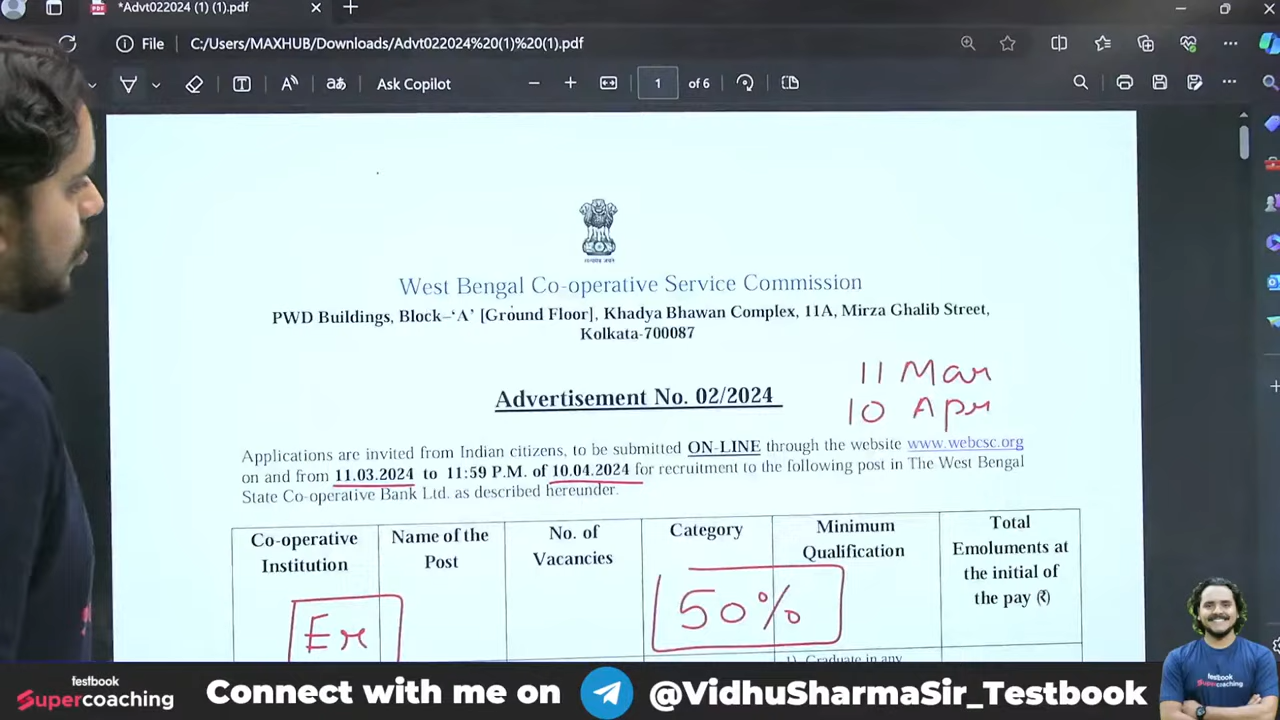 *Advt022024 (1) (1).pdf
File C:/Users/MAXHUB/Downloads/Advt022024%20(1)%20(1).pdf
Ask Copilot 1 of 6
West Bengal Co-operative Service Commission
PWD Buildings, Block–‘A’ [Ground Floor], Khadya Bhawan Complex, 11A, Mirza Ghalib Street,
Kolkata-700087
11 Mar
Advertisement No. 02/2024
10 Apr
Applications are invited from Indian citizens, to be submitted ON-LINE through the website www.webcsc.org
on and from 11.03.2024 to 11:59 P.M. of 10.04.2024 for recruitment to the following post in The West Bengal
State Co-operative Bank Ltd. as described hereunder.
Co-operative Institution
Name of the Post
No. of Vacancies
Category
Minimum Qualification
Total Emoluments at the initial of the pay (₹)
50%
Ex
1) Graduate in any
testbook
Supercoaching
Connect with me on @VidhuSharmaSir_Testbook
testbook
Supercoaching